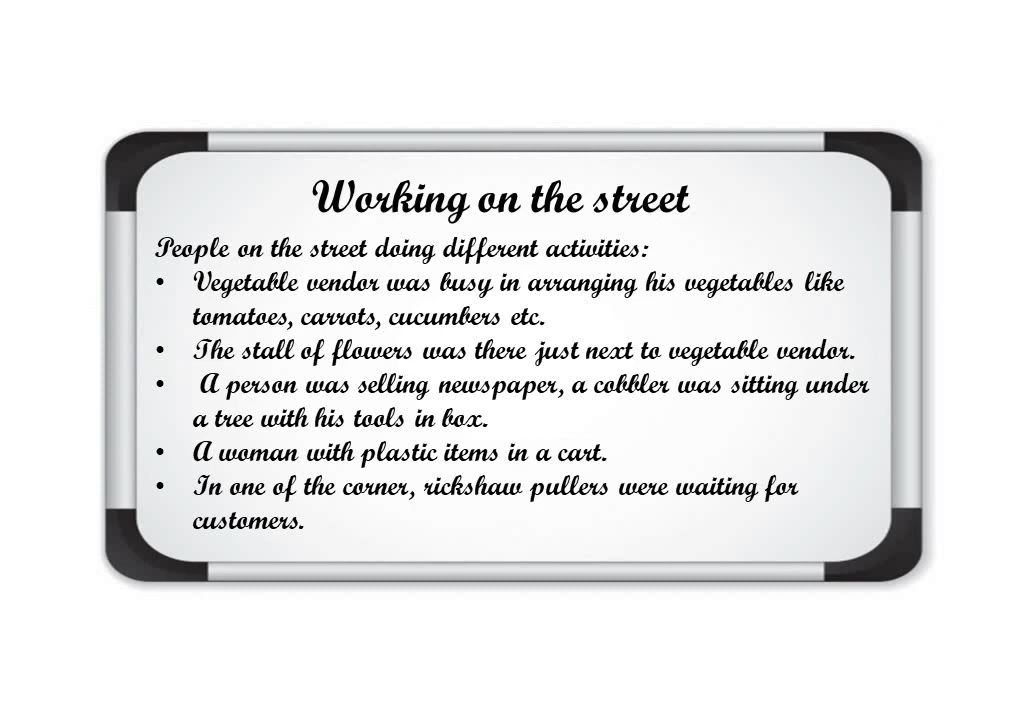 Working on the street
People on the street doing different activities:
• Vegetable vendor was busy in arranging his vegetables like
tomatoes, carrots, cucumbers etc.
• The stall of flowers was there just next to vegetable vendor.
• A person was selling newspaper, a cobbler was sitting under
a tree with his tools in box.
• A woman with plastic items in a cart.
• In one of the corner, rickshaw pullers were waiting for
customers.